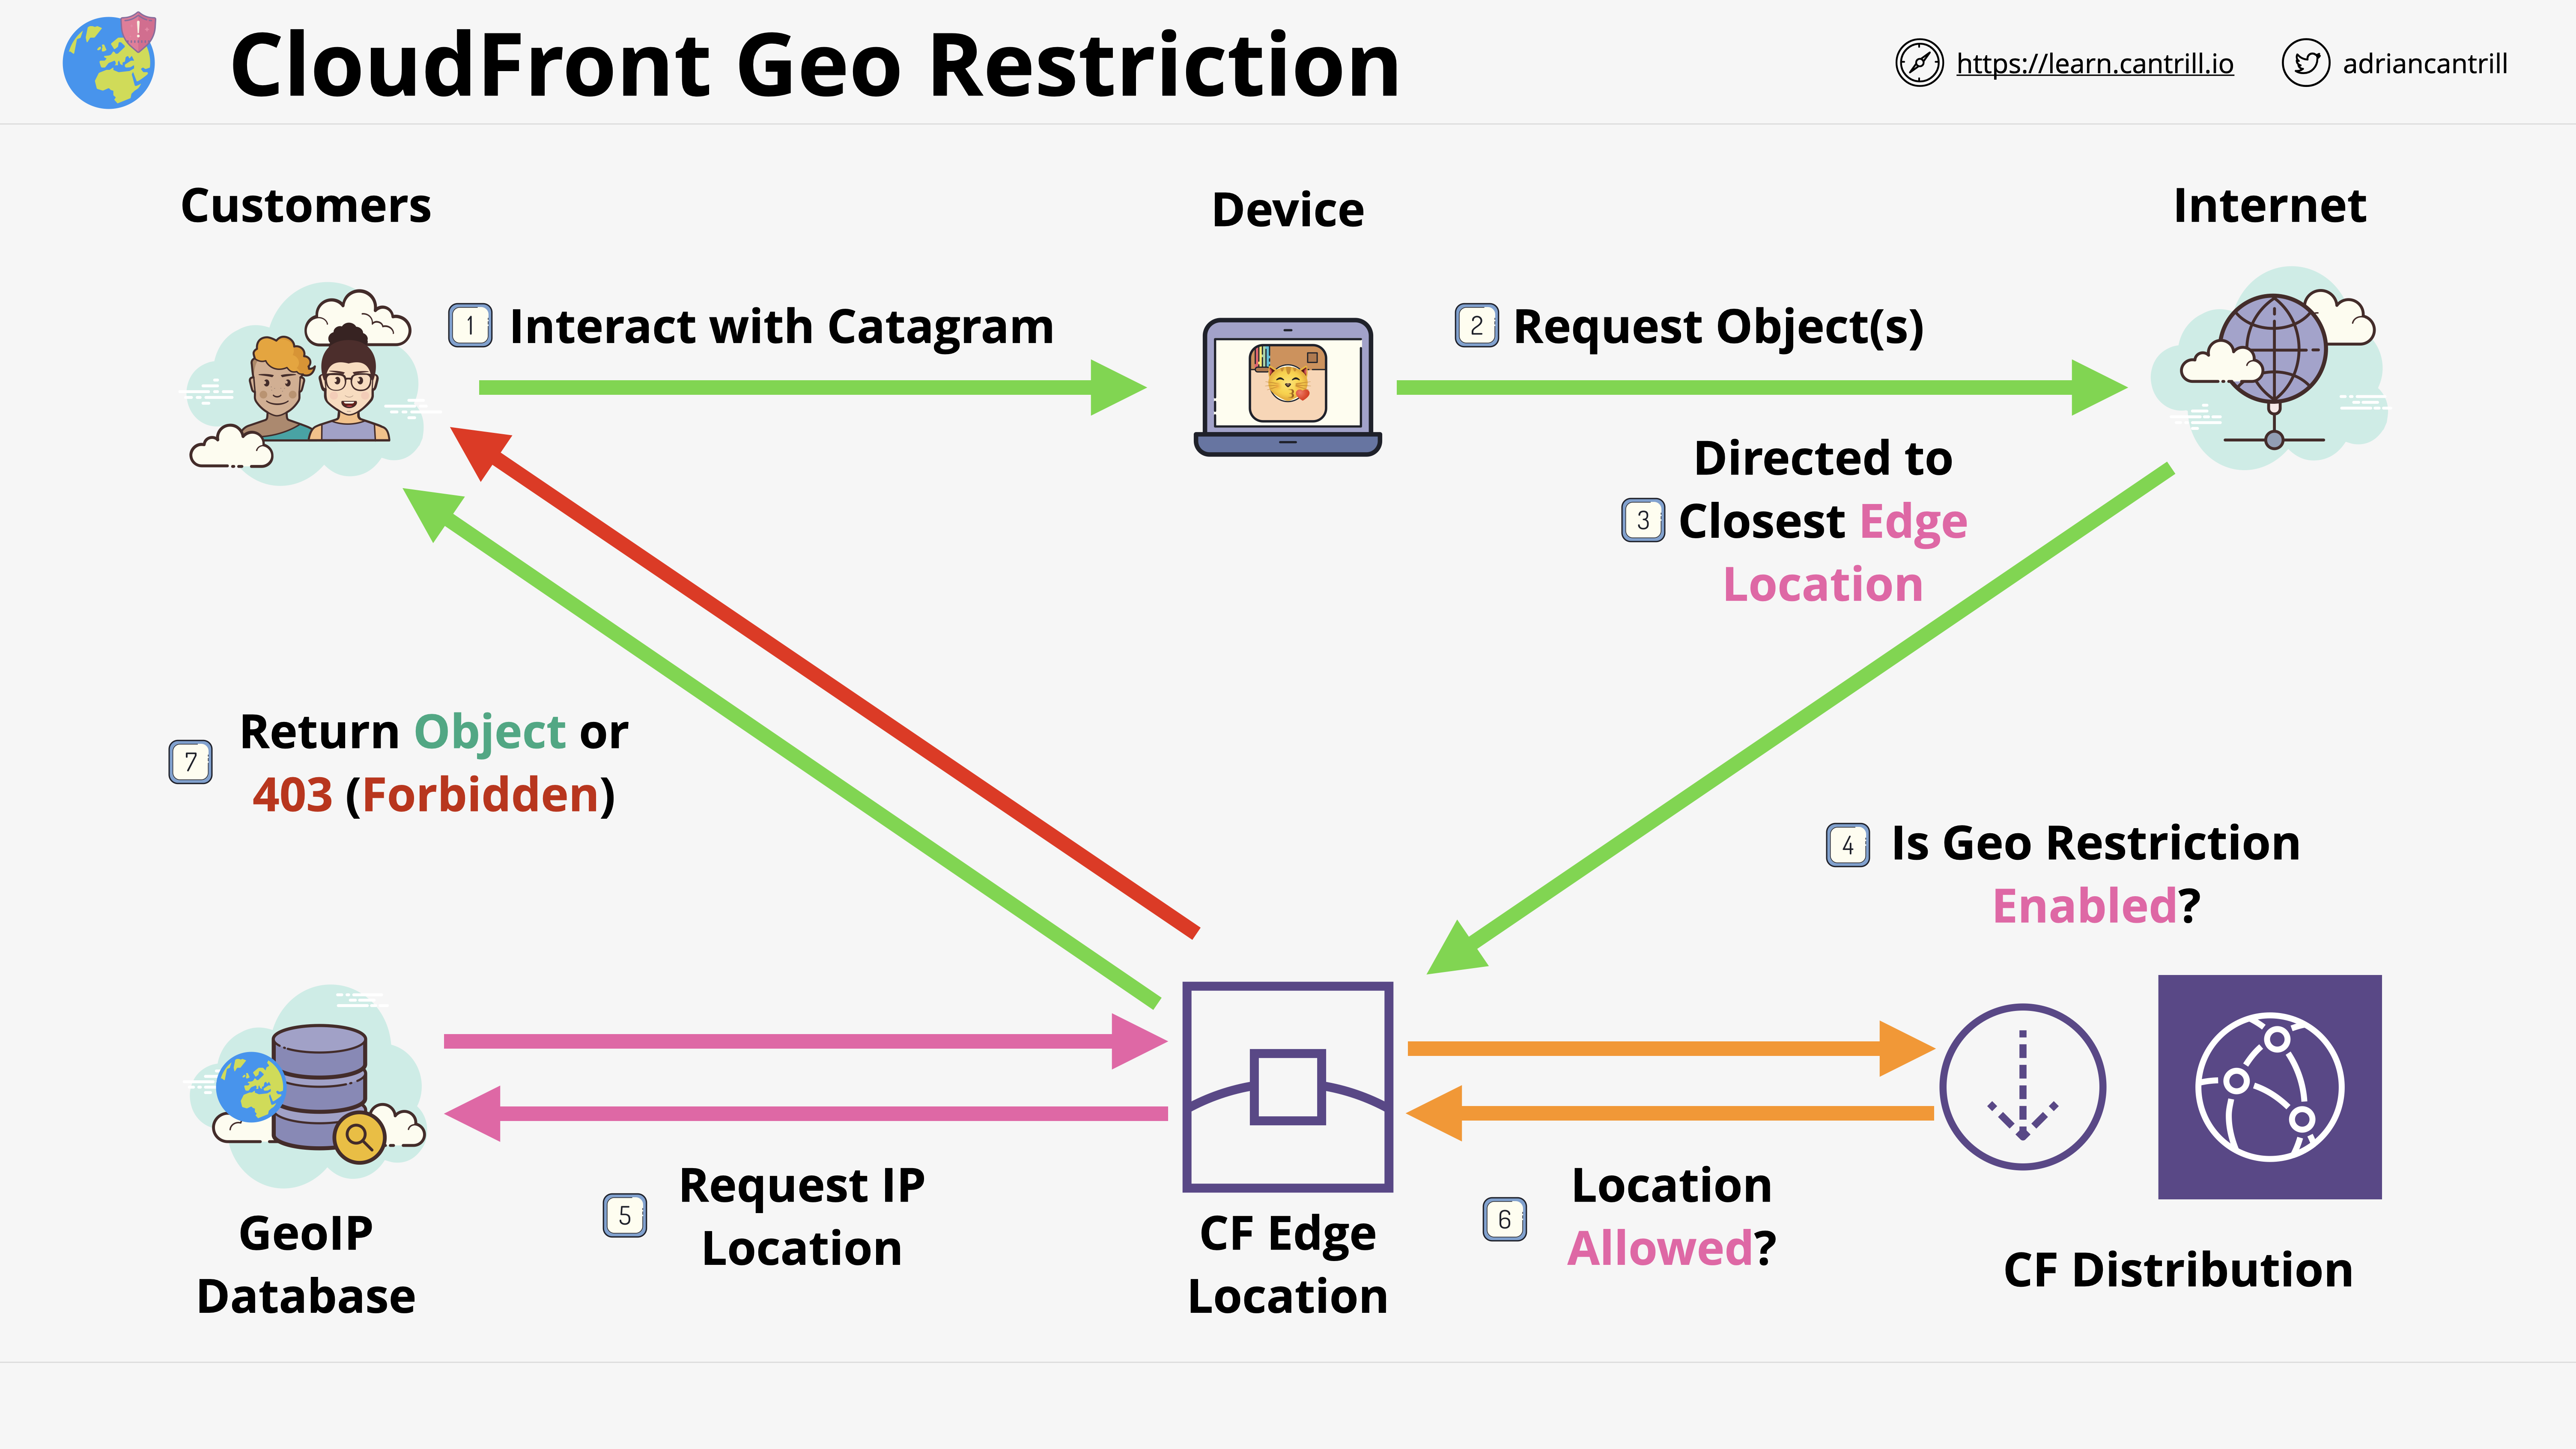 CloudFront Geo Restriction
https://learn.cantrill.io
adriancantrill
Customers
Device
Internet
1 Interact with Catagram
2 Request Object(s)
Directed to
3 Closest Edge
Location
7
Return Object or
403 (Forbidden)
4 Is Geo Restriction
Enabled?
GeoIP
Database
5
Request IP
Location
CF Edge
Location
6
Location
Allowed?
CF Distribution